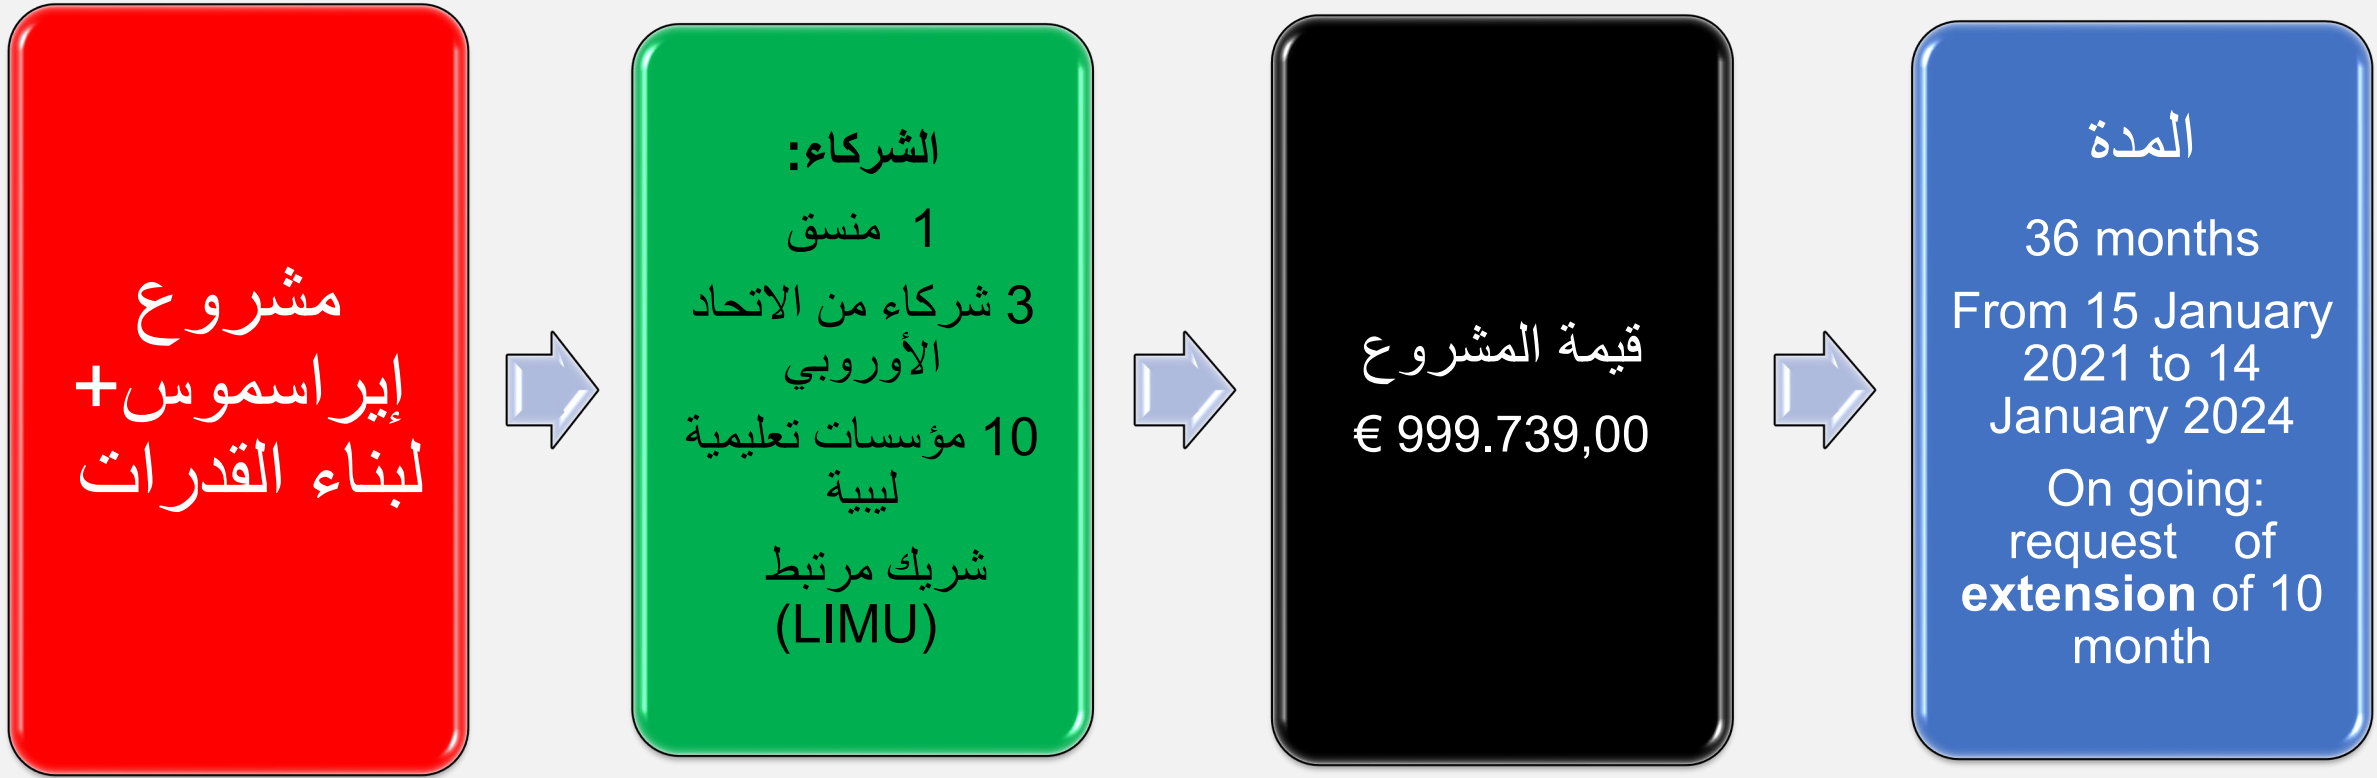 مشروع
إيراسموس+
لبناء القدرات
الشركاء:
1 منسق
3 شركاء من الاتحاد
الأوروبي
10 مؤسسات تعليمية
ليبية
شريك مرتبط
(LIMU)
قيمة المشروع
€ 999.739,00
المدة
36 months
From 15 January
2021 to 14
January 2024
On going:
request of
extension of 10
month